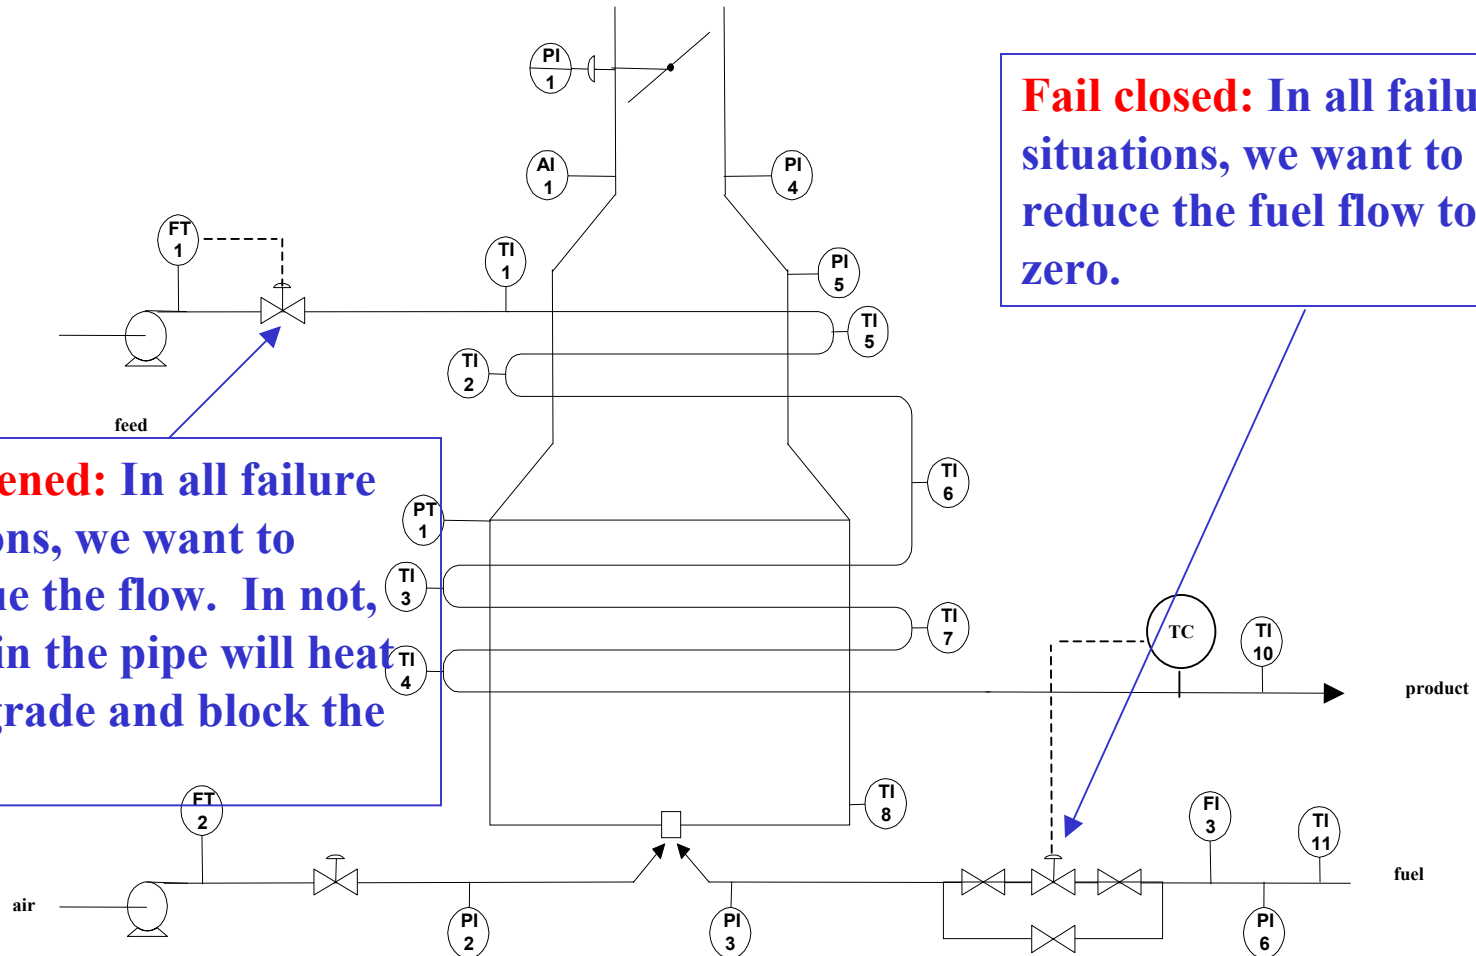 PI
1
AI
1
PI
4
Fail closed: In all failu
situations, we want to
reduce the fuel flow to
zero.
FT
1
TI
1
PI
5
TI
5
TI
2
feed
ened: In all failure
ons, we want to
ue the flow.  In not,
in the pipe will heat
grade and block the
TI
6
PT
1
TI
3
TI
7
TI
4
TC
TI
10
product
FT
2
TI
8
FI
3
TI
11
fuel
air
PI
2
PI
3
PI
6